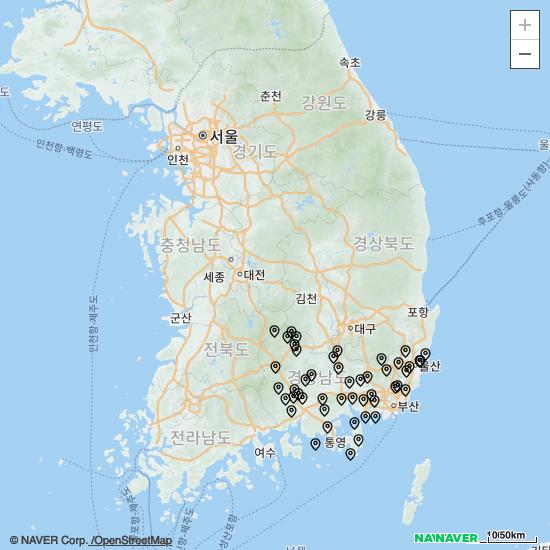 +
−
속초
춘천
강원도
강릉
연평도
서울
인천
경기도
인천항-백령도
후포항-울릉도(사동항)
충청남도
경상북도
세종
대전
김천
포항
군산
대구
인천항-제주도
전북도
경상남도
울산
부산
전라남도
여수
통영
© NAVER Corp. /OpenStreetMap
NAVER
10/50km